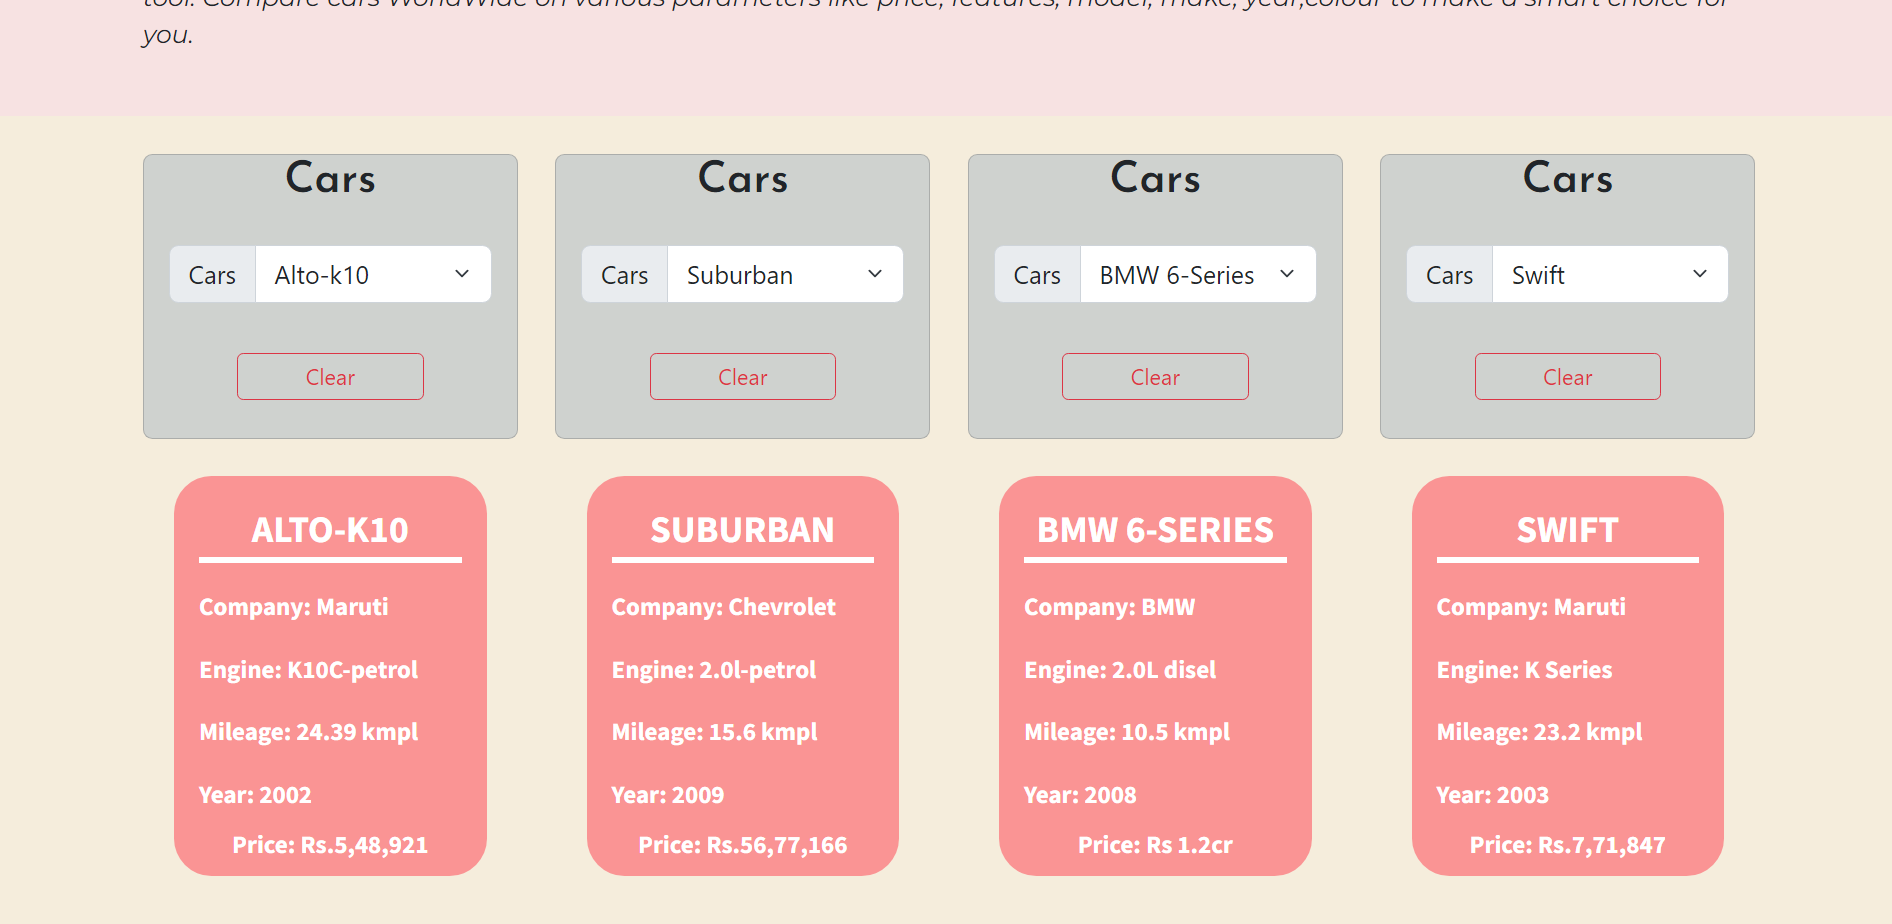 tool. Compare cars WorldWide on various parameters like price, features, model, make, year,colour to make a smart choice for
you.
Cars
Cars Alto-k10
Clear
Cars
Cars Suburban
Clear
Cars
Cars BMW 6-Series
Clear
Cars
Cars Swift
Clear
ALTO-K10
Company: Maruti
Engine: K10C-petrol
Mileage: 24.39 kmpl
Year: 2002
Price: Rs.5,48,921
SUBURBAN
Company: Chevrolet
Engine: 2.0l-petrol
Mileage: 15.6 kmpl
Year: 2009
Price: Rs.56,77,166
BMW 6-SERIES
Company: BMW
Engine: 2.0L disel
Mileage: 10.5 kmpl
Year: 2008
Price: Rs 1.2cr
SWIFT
Company: Maruti
Engine: K Series
Mileage: 23.2 kmpl
Year: 2003
Price: Rs.7,71,847